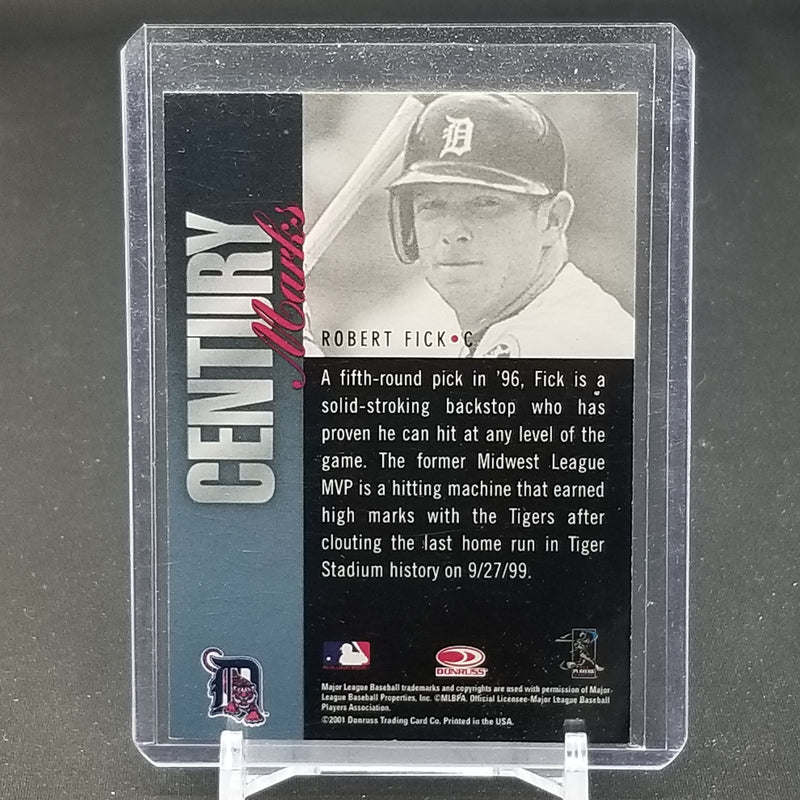 CENTURY
Marks
D
ROBERT FICK • C
A fifth-round pick in '96, Fick is a
solid-stroking backstop who has
proven he can hit at any level of the
game. The former Midwest League
MVP is a hitting machine that earned
high marks with the Tigers after
clouting the last home run in Tiger
Stadium history on 9/27/99.
D
DONRUSS
PLAYERS
Major League Baseball trademarks and copyrights are used with permission of Major
League Baseball Properties, Inc. ©MLBPA. Official Licensee-Major League Baseball
Players Association.
©2001 Donruss Trading Card Co. Printed in the USA.